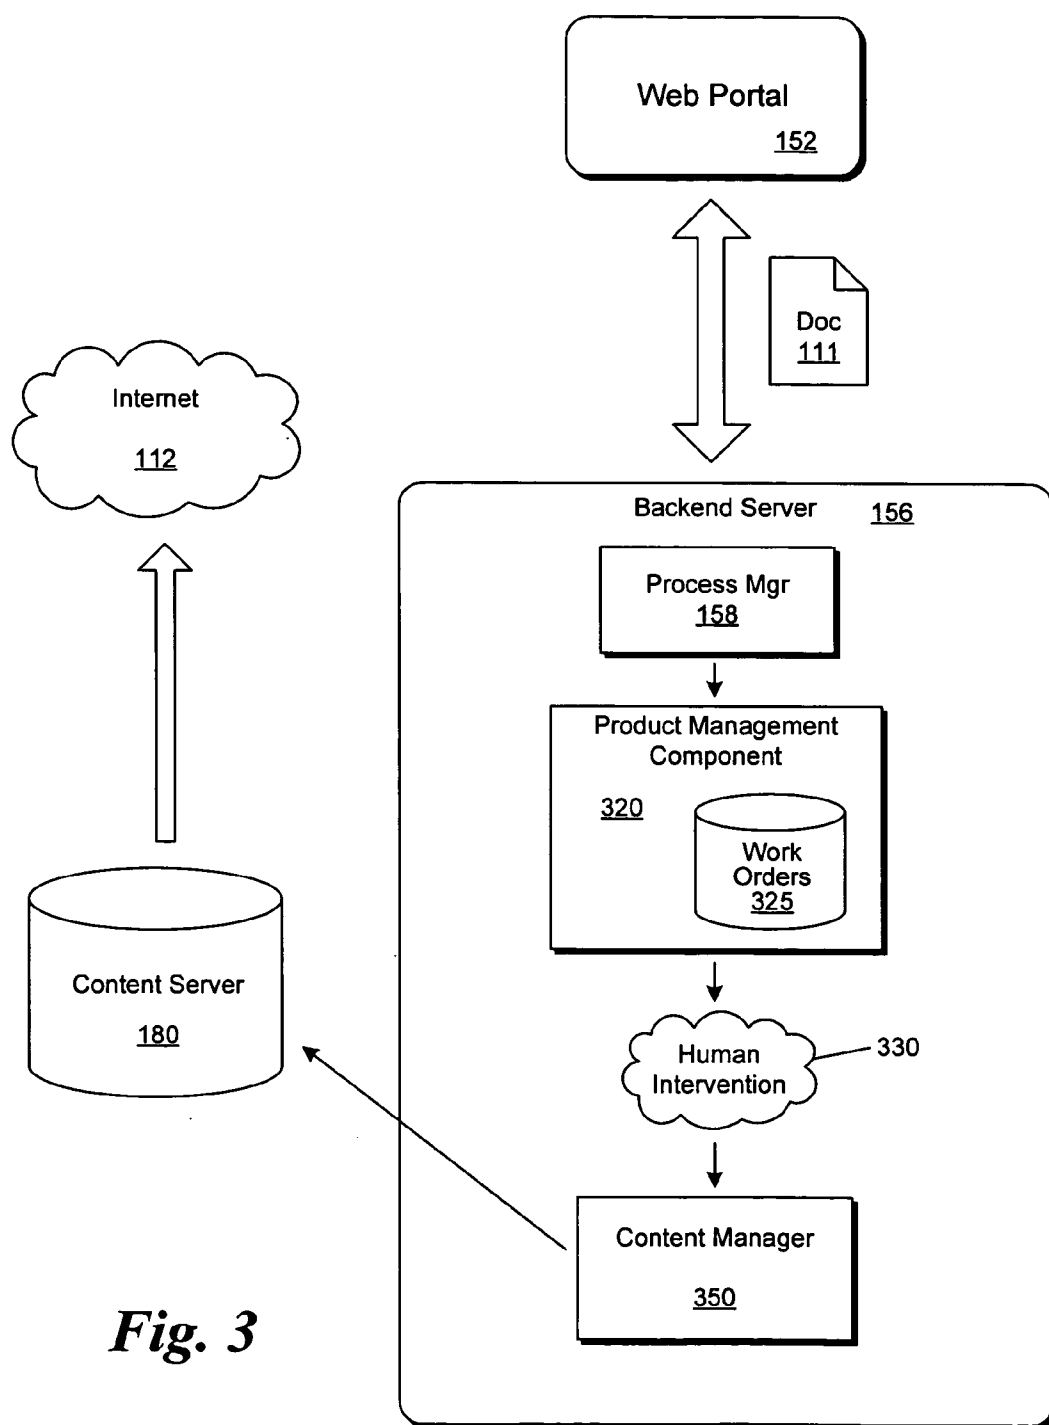 Web Portal
152
Doc
111
Internet
112
Backend Server 156
Process Mgr
158
Product Management
Component
320
Work
Orders
325
Content Server
180
Human
Intervention
330
Content Manager
350
Fig. 3